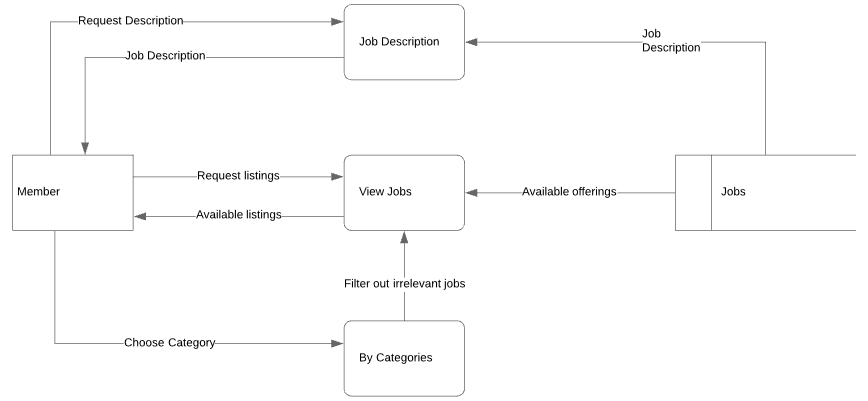 Request Description
Job Description
Job Description
Job
Description
Member
Request listings
View Jobs
Available offerings
Jobs
Available listings
Filter out irrelevant jobs
Choose Category
By Categories